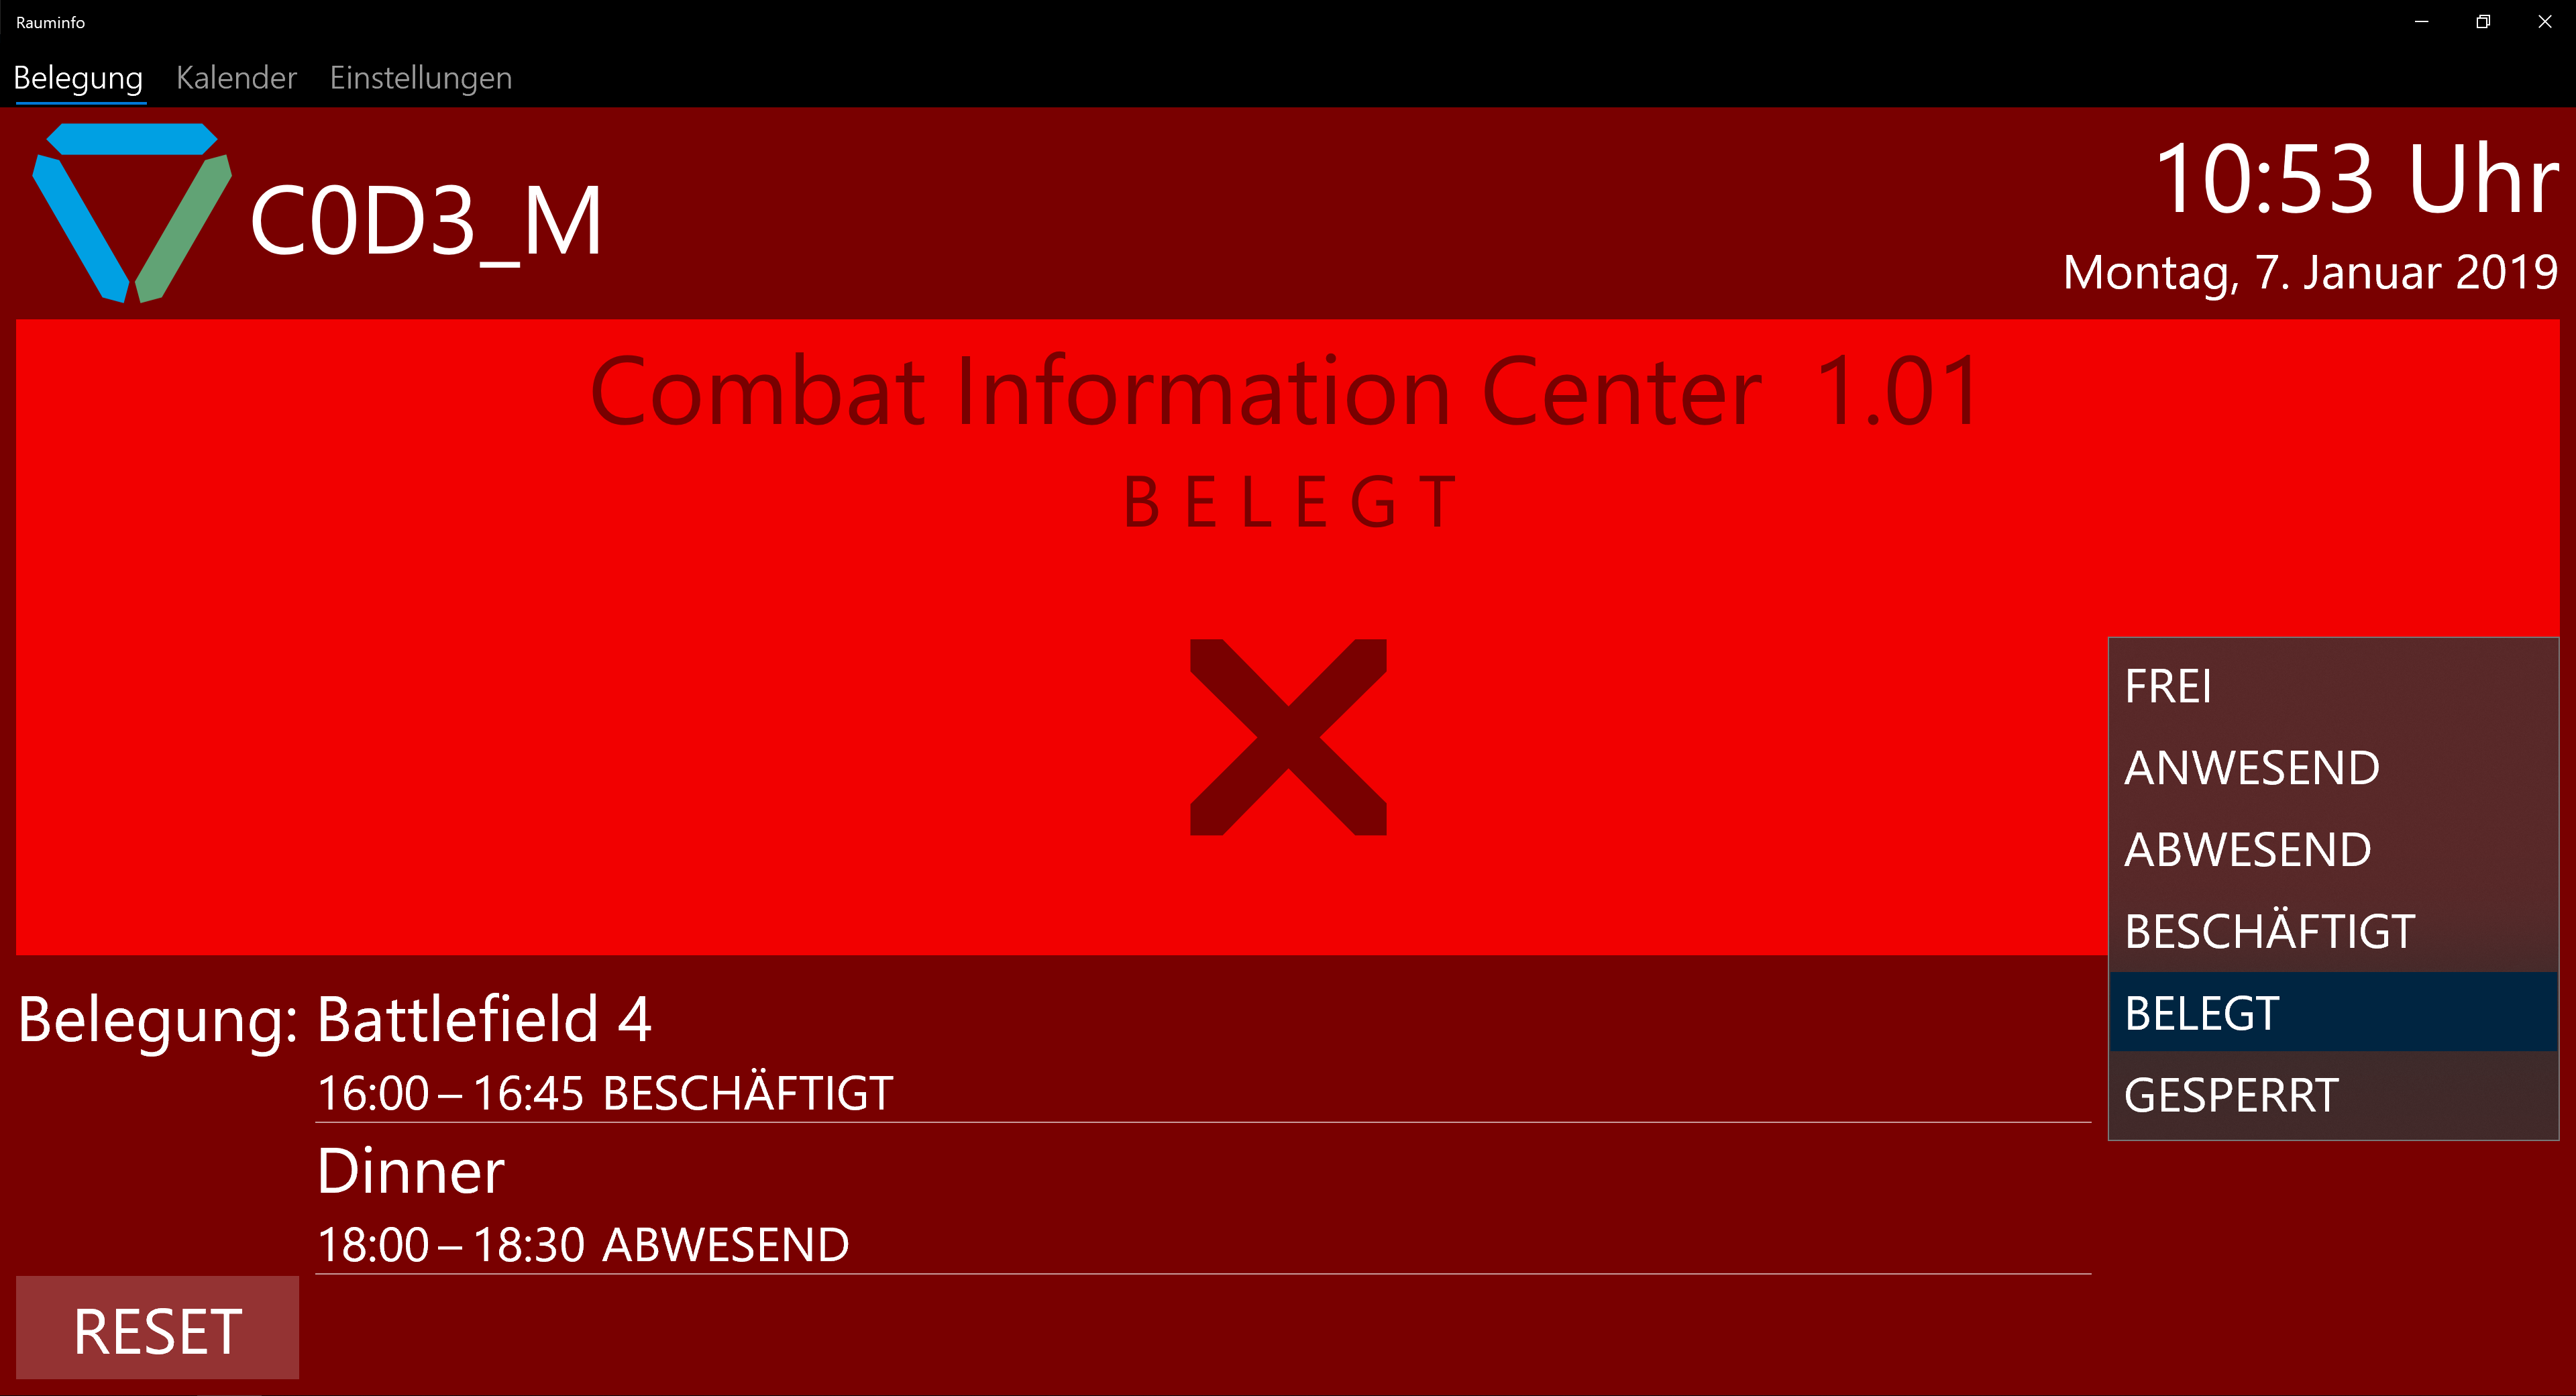 Rauminfo
Belegung Kalender Einstellungen
C0D3_M
10:53 Uhr
Montag, 7. Januar 2019
Combat Information Center 1.01
BELEGT
FREI
ANWESEND
ABWESEND
BESCHÄFTIGT
BELEGT
GESPERRT
Belegung: Battlefield 4
16:00 – 16:45 BESCHÄFTIGT
Dinner
18:00 – 18:30 ABWESEND
RESET